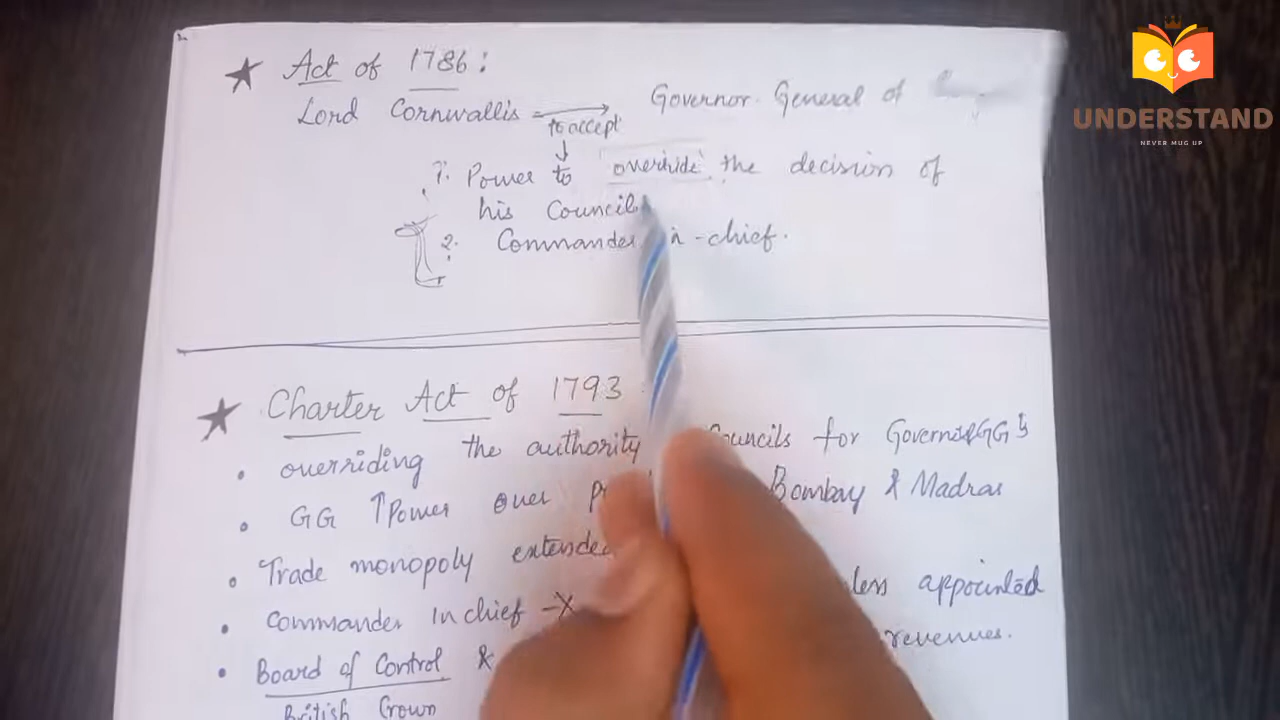 Act of 1786:
Lord Cornwallis → Governor General of
to accept
↓
1. Power to override the decision of
his Council
2. Commander in-chief.
Charter Act of 1793
• overriding the authority Councils for Governor GG's
• GG ↑ Power over Bombay & Madras
• Trade monopoly extended
• Commander in chief -X less appointed
• Board of Control & revenues.
British Crown
UNDERSTAND
NEVER MUG UP